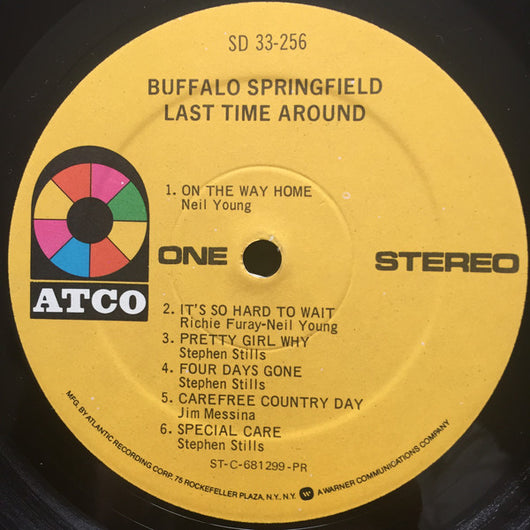 SD 33-256
BUFFALO SPRINGFIELD
LAST TIME AROUND
1. ON THE WAY HOME
Neil Young
ATCO
ONE
STEREO
2. IT'S SO HARD TO WAIT
Richie Furay-Neil Young
3. PRETTY GIRL WHY
Stephen Stills
4. FOUR DAYS GONE
Stephen Stills
5. CAREFREE COUNTRY DAY
Jim Messina
6. SPECIAL CARE
Stephen Stills
ST-C-681299-PR
MFG. BY ATLANTIC RECORDING CORP. 75 ROCKEFELLER PLAZA, N.Y. N.Y. W A WARNER COMMUNICATIONS COMPANY